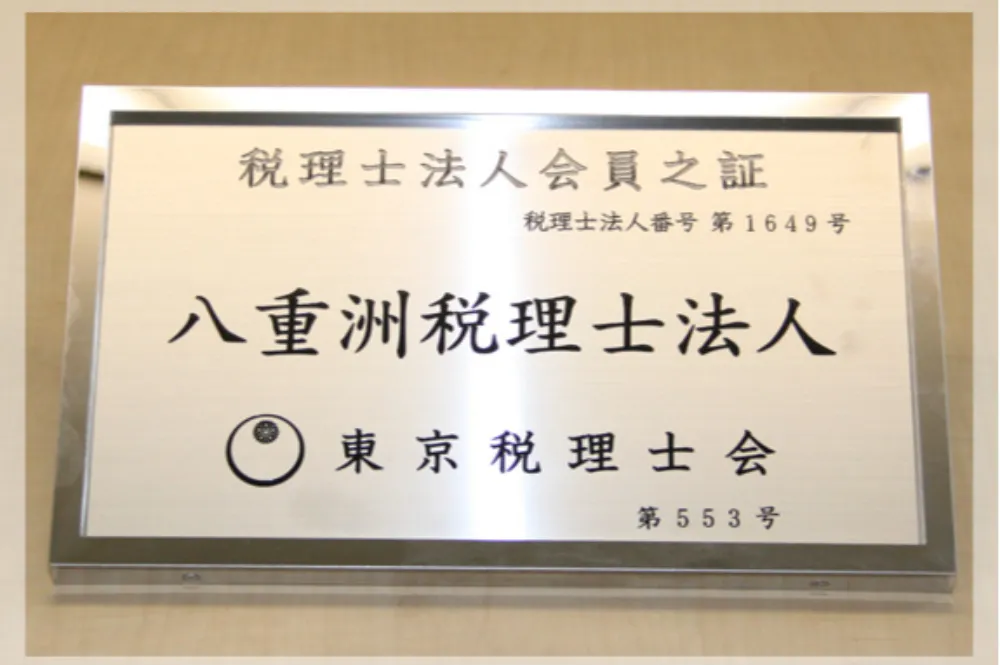 税理士法人会員之証
税理士法人番号 第1649号
八重洲税理士法人
東京税理士会
第553号